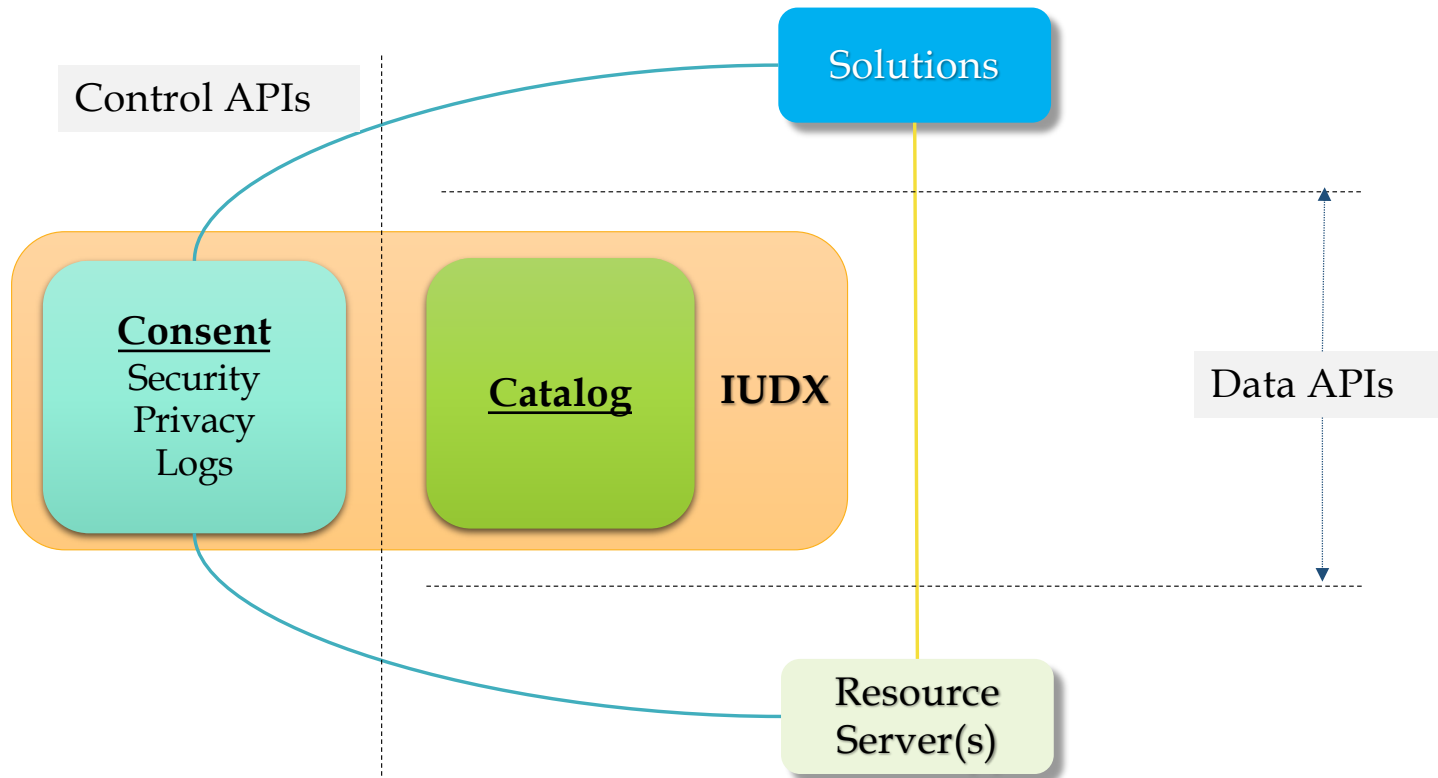 Solutions
Control APIs
Consent
Security
Privacy
Logs
Catalog
IUDX
Data APIs
Resource
Server(s)